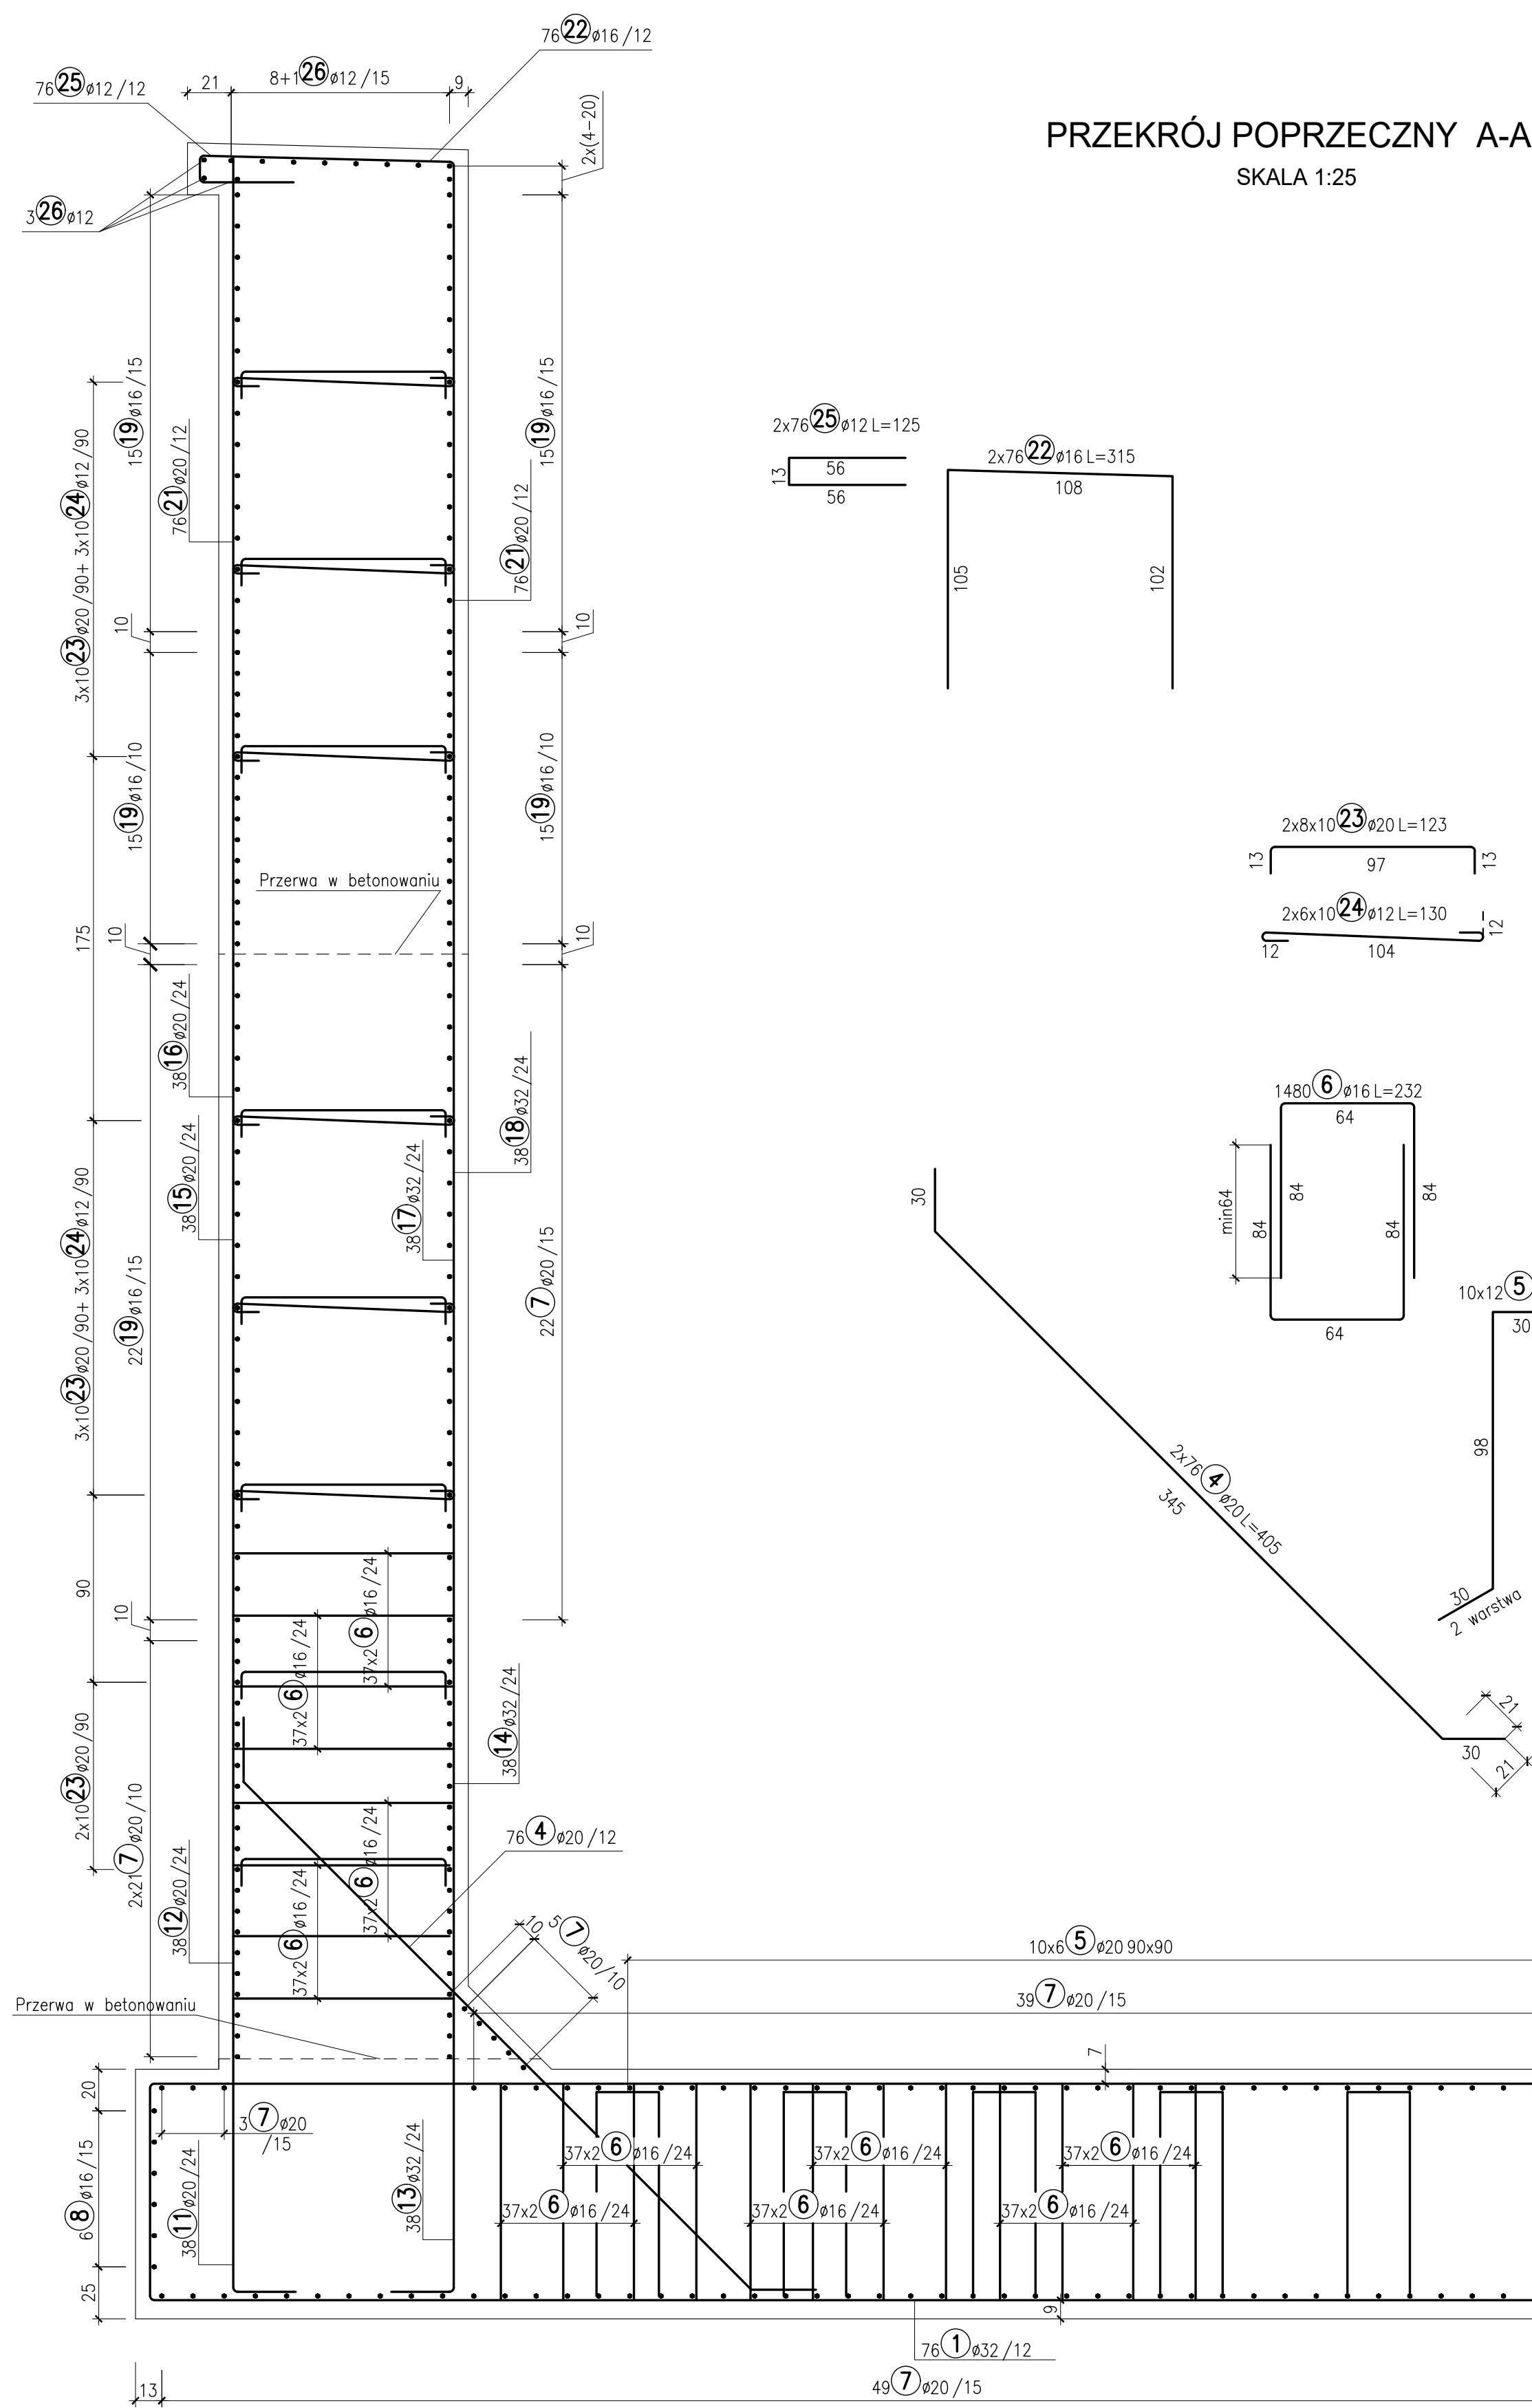 76 22 ø16 /12
76 25 ø12 /12
21
8+1 26 ø12 /15
9
2x(4-20)
PRZEKRÓJ POPRZECZNY A-A
SKALA 1:25
3 26 ø12
15 19 ø16 /15
15 19 ø16 /15
3x10 23 ø20 /90+ 3x10 24 ø12 /90
76 21 ø20 /12
76 21 ø20 /12
10
10
2x76 25 ø12 L=125
13
56
56
2x76 22 ø16 L=315
108
105
102
15 19 ø16 /10
15 19 ø16 /10
Przerwa w betonowaniu
175
10
10
2x8x10 23 ø20 L=123
13
97
13
2x6x10 24 ø12 L=130
12
104
12
38 16 ø20 /24
38 18 ø32 /24
38 15 ø20 /24
38 17 ø32 /24
3x10 23 ø20 /90+ 3x10 24 ø12 /90
22 19 ø16 /15
22 7 ø20 /15
1480 6 ø16 L=232
64
min64
84
84
84
84
64
10x12 5
30
98
30
2 warstwa
30
2x76 4 ø20 L=405
345
30
21
21
90
10
37x2 6 ø16 /24
37x2 6 ø16 /24
38 14 ø32 /24
2x10 23 ø20 /90
2x21 7 ø20 /10
38 12 ø20 /24
37x2 6 ø16 /24
37x2 6 ø16 /24
76 4 ø20 /12
10
5 7 ø20/10
10x6 5 ø20 90x90
39 7 ø20 /15
Przerwa w betonowaniu
7
20
3 7 ø20
/15
6 8 ø16 /15
38 11 ø20 /24
38 13 ø32 /24
37x2 6 ø16 /24
37x2 6 ø16 /24
37x2 6 ø16 /24
37x2 6 ø16 /24
37x2 6 ø16 /24
37x2 6 ø16 /24
25
9
76 1 ø32 /12
13
49 7 ø20 /15